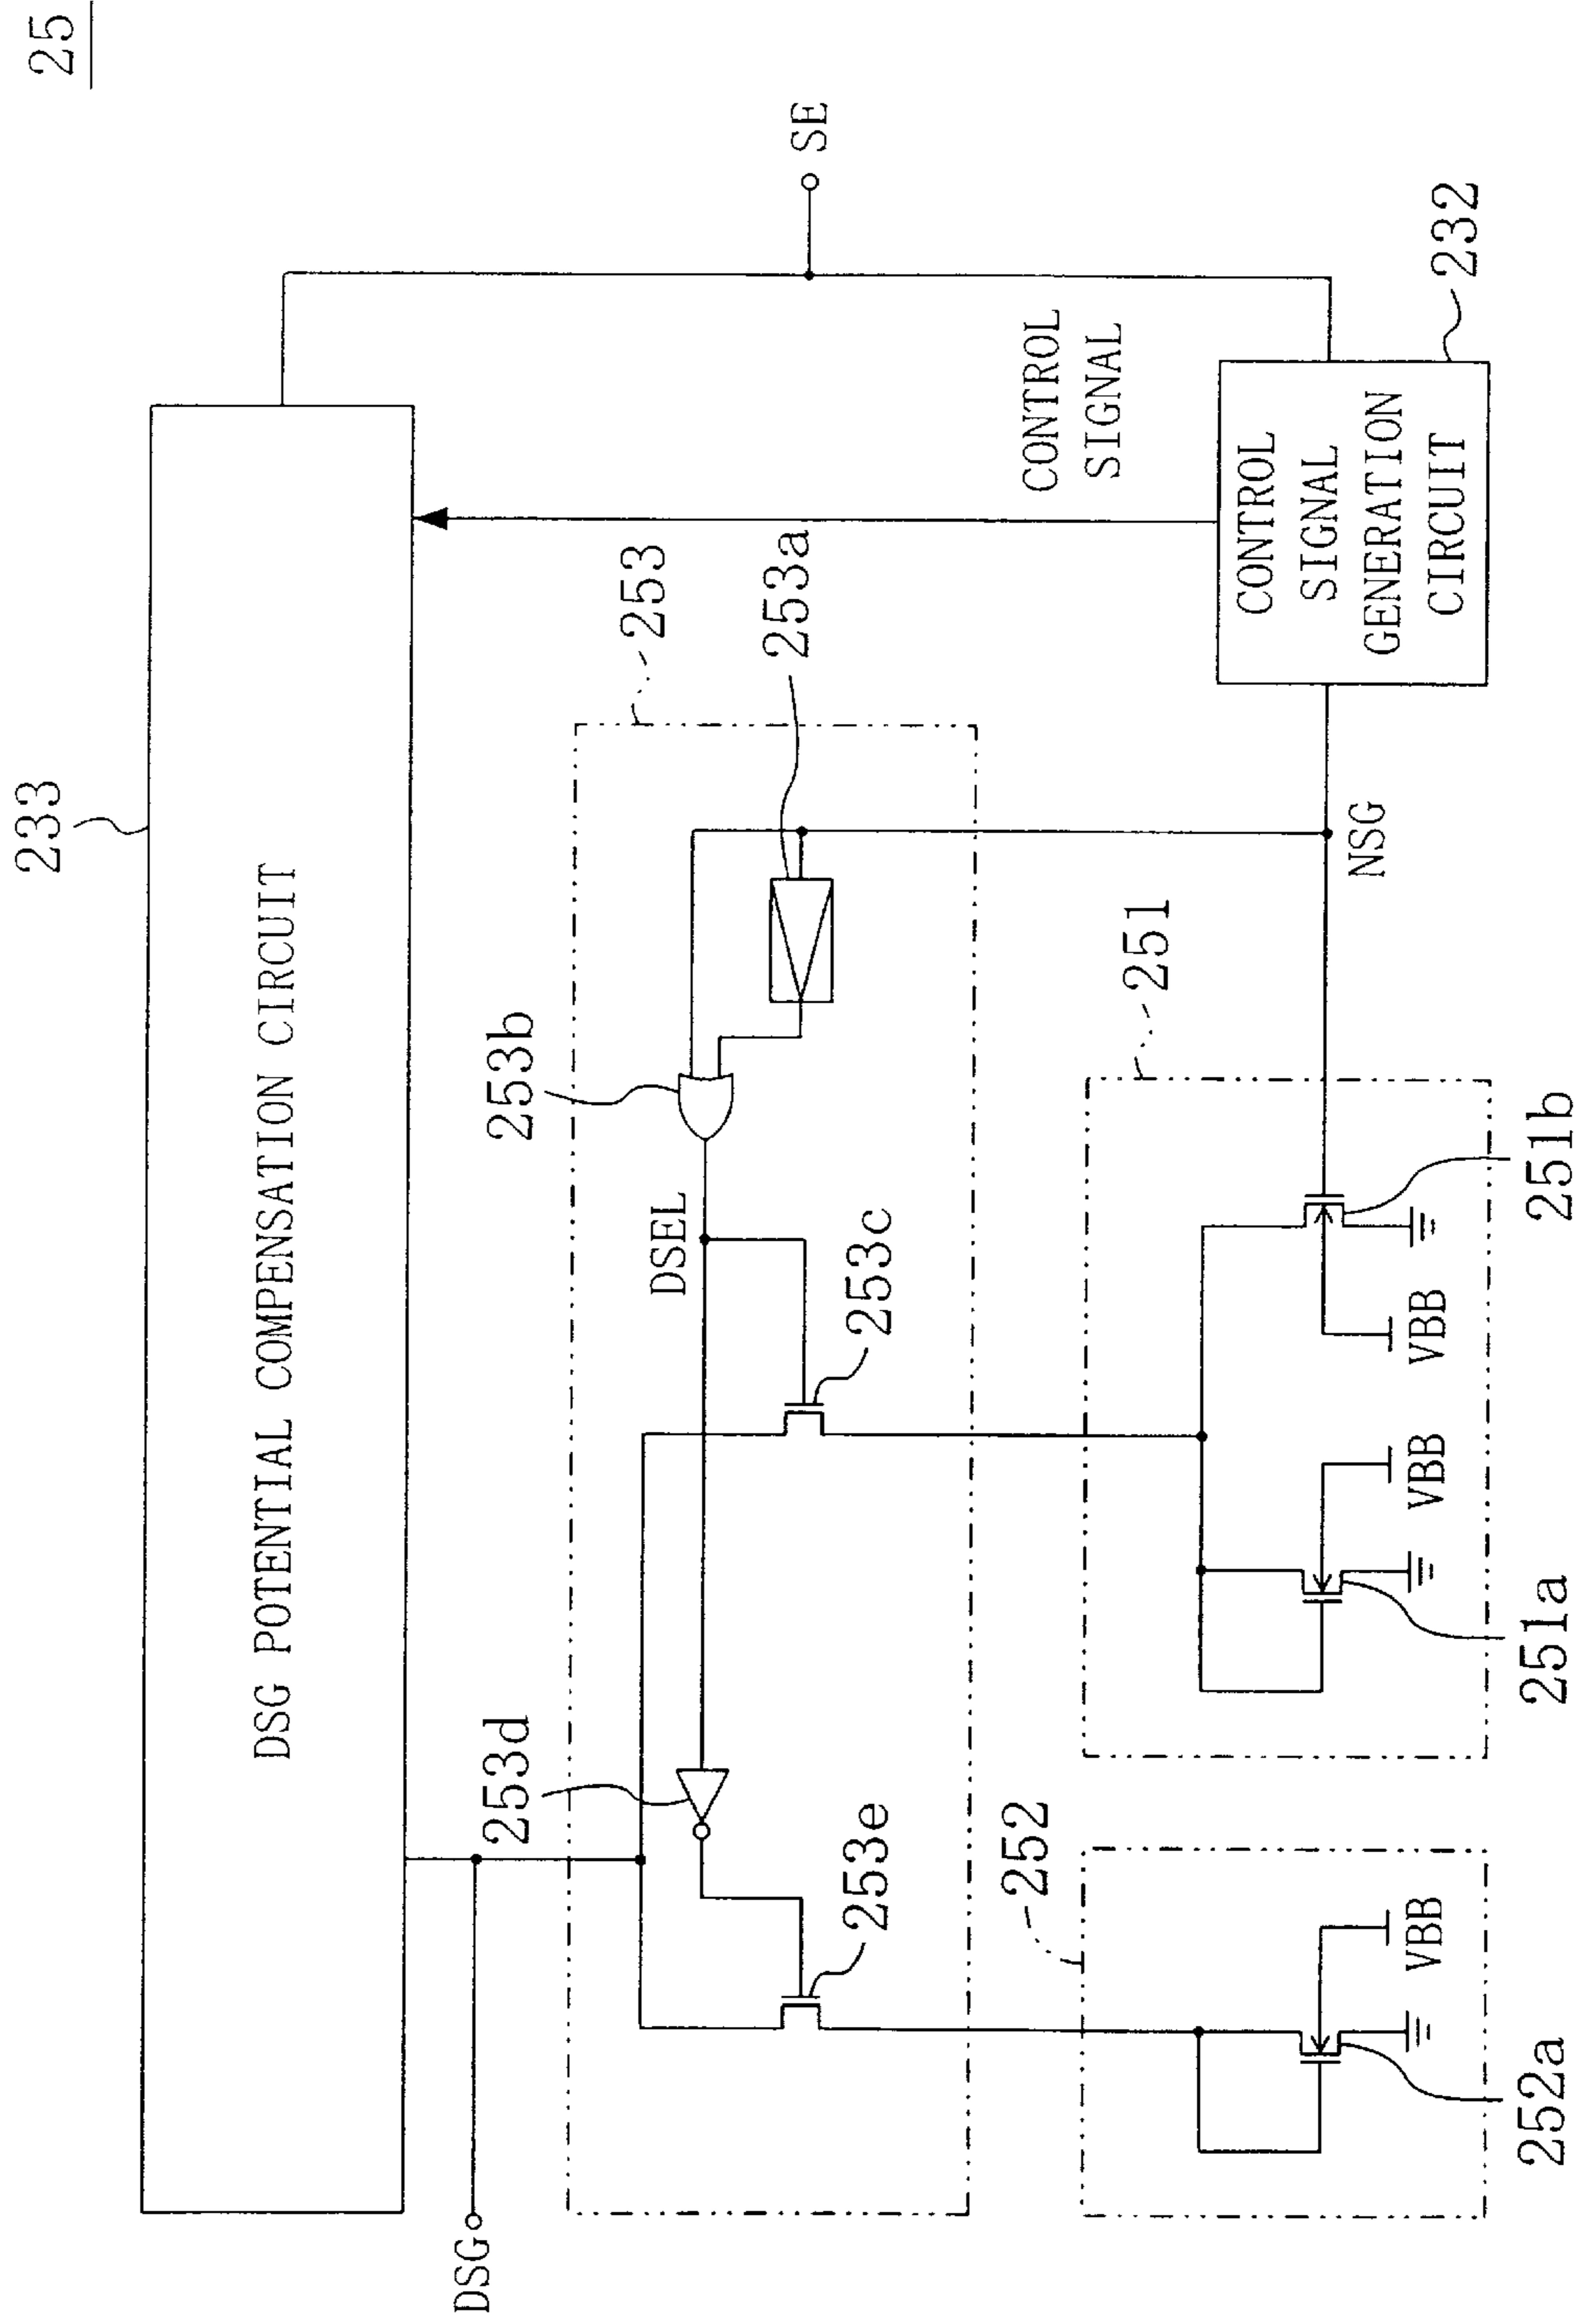 25
233
DSG POTENTIAL COMPENSATION CIRCUIT
DSG
SE
253
253a
253b
DSEL
253c
253d
253e
CONTROL
SIGNAL
CONTROL
SIGNAL
GENERATION
CIRCUIT
232
NSG
251
251b
VBB
VBB
251a
252
VBB
252a